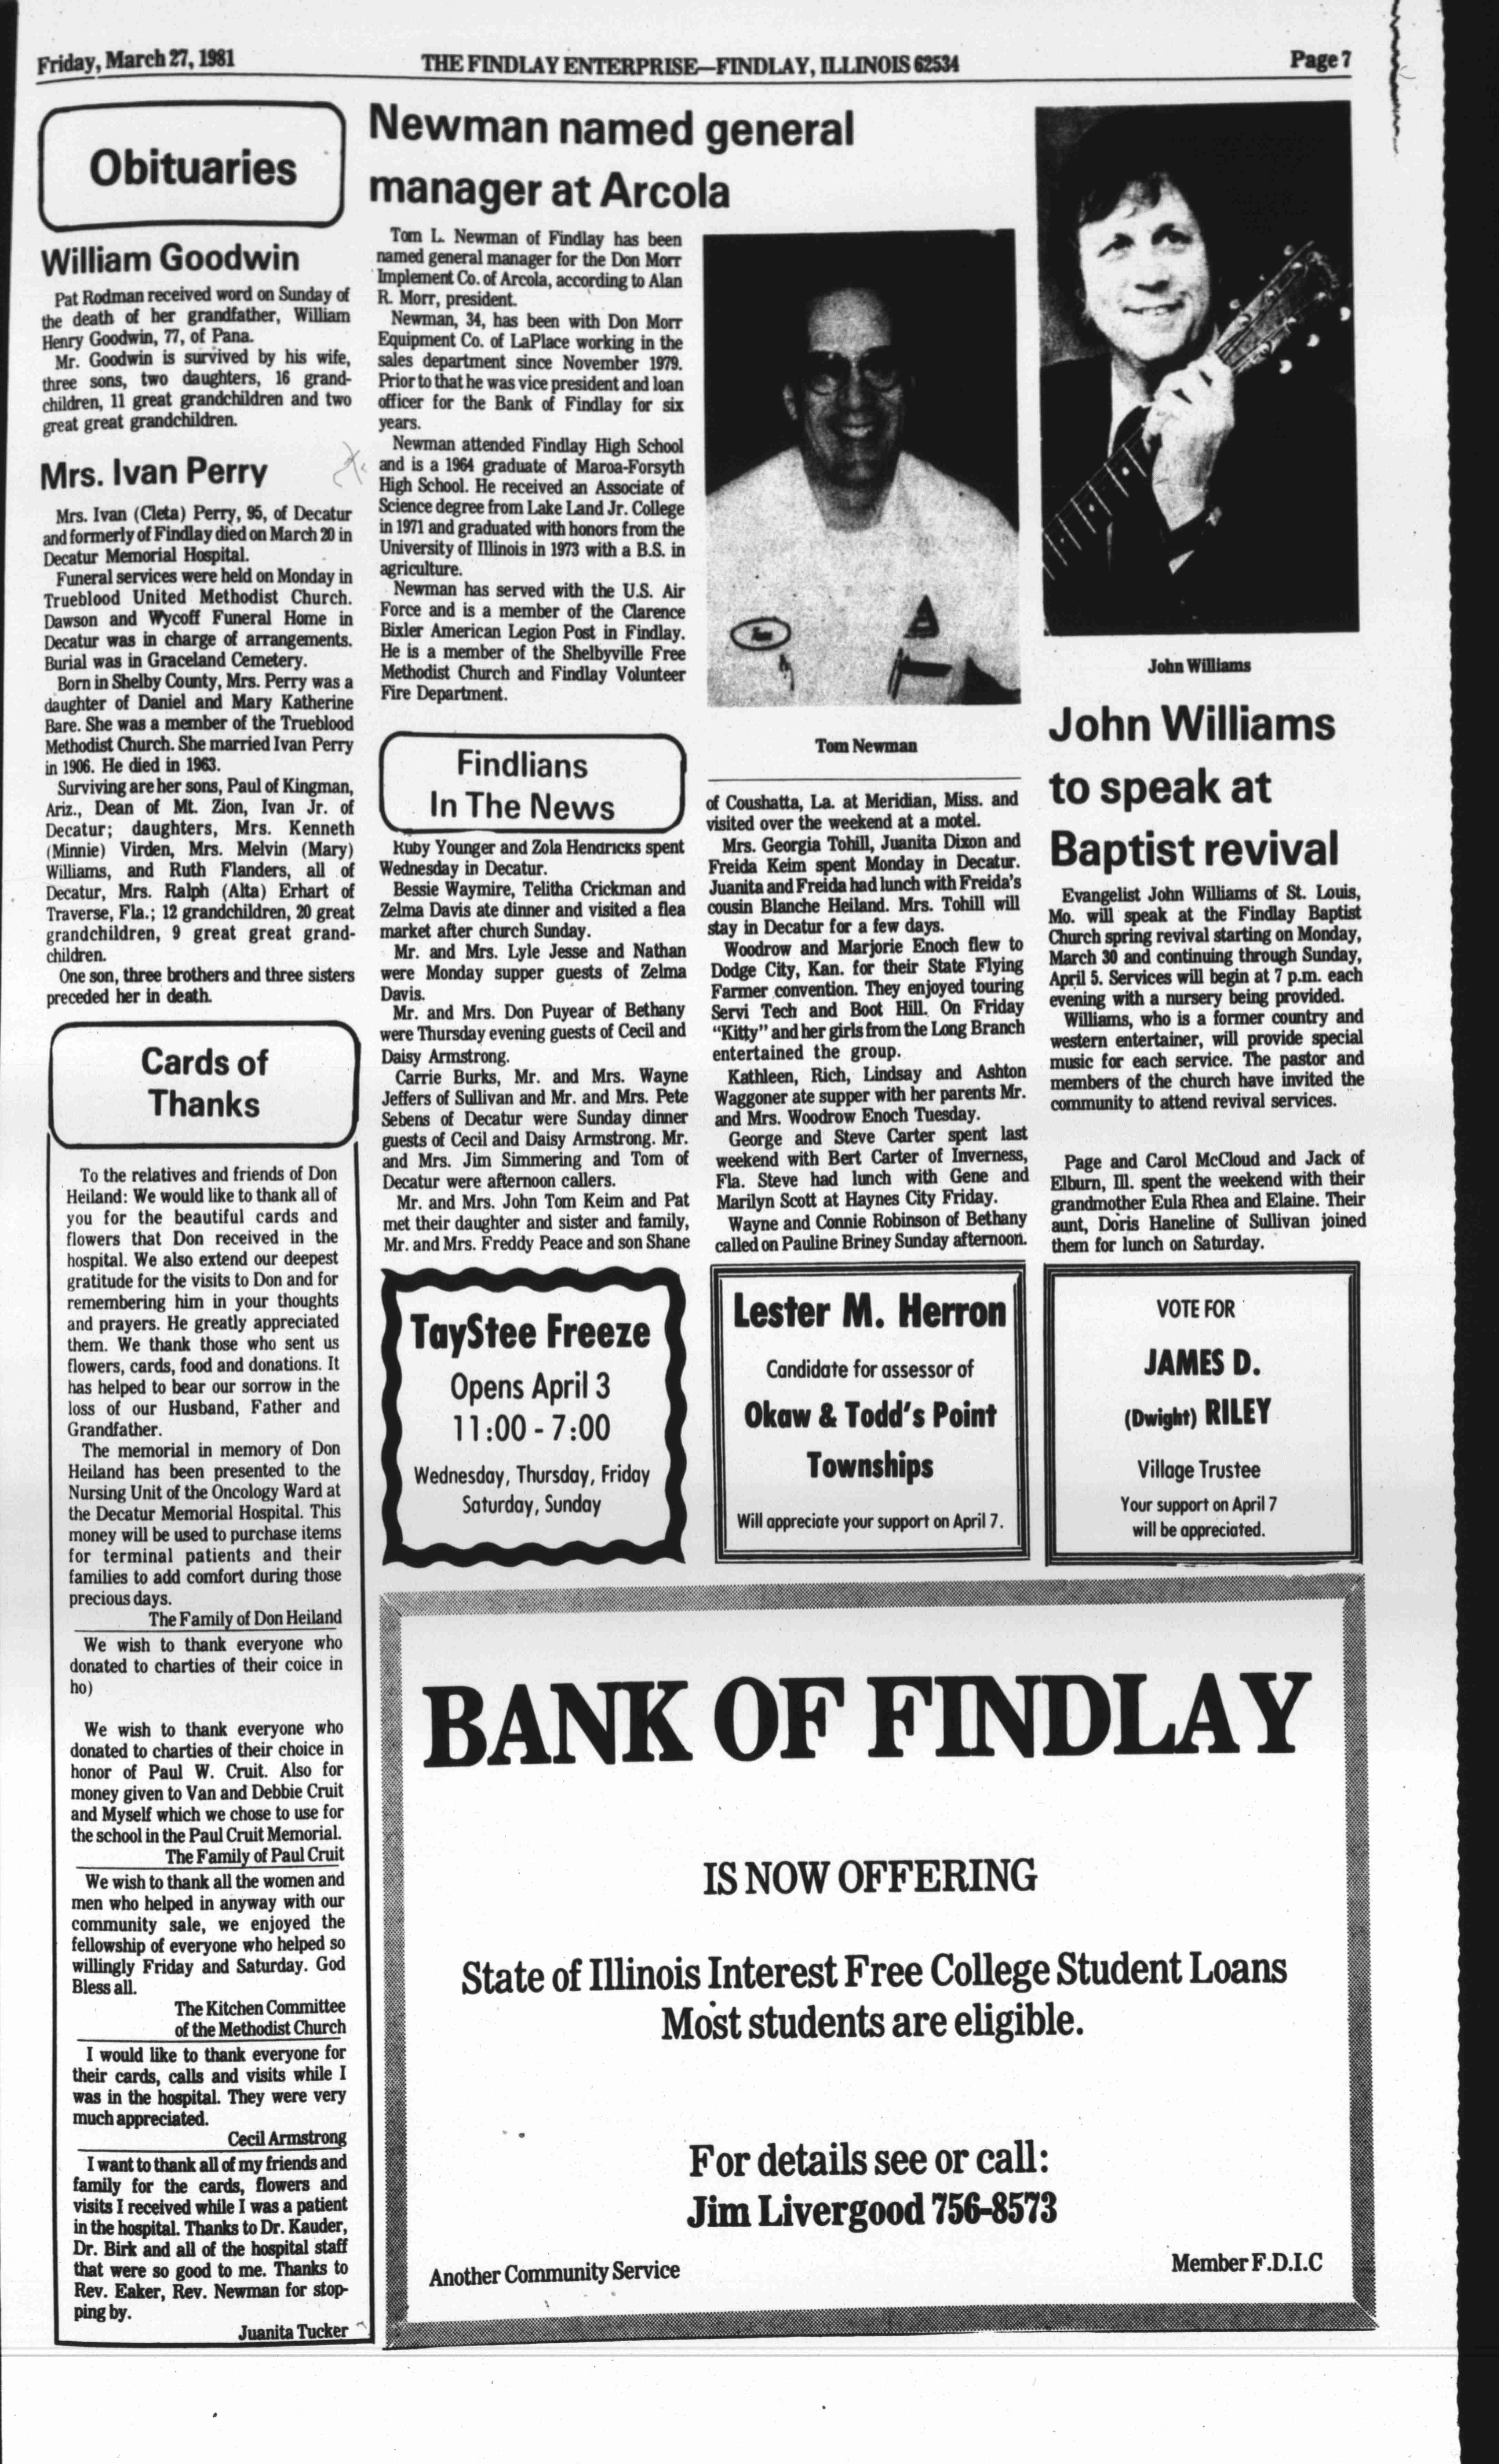 Friday, March 27, 1981
THE FINDLAY ENTERPRISE—FINDLAY, ILLINOIS 62534
Page 7
Obituaries
William Goodwin
Pat Rodman received word on Sunday of
the death of her grandfather, William
Henry Goodwin, 77, of Pana.
Mr. Goodwin is survived by his wife,
three sons, two daughters, 16 grand-
children, 11 great grandchildren and two
great great grandchildren.
Mrs. Ivan Perry
Mrs. Ivan (Cleta) Perry, 95, of Decatur
and formerly of Findlay died on March 20 in
Decatur Memorial Hospital.
Funeral services were held on Monday in
Trueblood United Methodist Church.
Dawson and Wycoff Funeral Home in
Decatur was in charge of arrangements.
Burial was in Graceland Cemetery.
Born in Shelby County, Mrs. Perry was a
daughter of Daniel and Mary Katherine
Bare. She was a member of the Trueblood
Methodist Church. She married Ivan Perry
in 1906. He died in 1963.
Surviving are her sons, Paul of Kingman,
Ariz., Dean of Mt. Zion, Ivan Jr. of
Decatur; daughters, Mrs. Kenneth
(Minnie) Virden, Mrs. Melvin (Mary)
Williams, and Ruth Flanders, all of
Decatur, Mrs. Ralph (Alta) Erhart of
Traverse, Fla.; 12 grandchildren, 20 great
grandchildren, 9 great great grand-
children.
One son, three brothers and three sisters
preceded her in death.
Cards of
Thanks
To the relatives and friends of Don
Heiland: We would like to thank all of
you for the beautiful cards and
flowers that Don received in the
hospital. We also extend our deepest
gratitude for the visits to Don and for
remembering him in your thoughts
and prayers. He greatly appreciated
them. We thank those who sent us
flowers, cards, food and donations. It
has helped to bear our sorrow in the
loss of our Husband, Father and
Grandfather.
The memorial in memory of Don
Heiland has been presented to the
Nursing Unit of the Oncology Ward at
the Decatur Memorial Hospital. This
money will be used to purchase items
for terminal patients and their
families to add comfort during those
precious days.
The Family of Don Heiland
We wish to thank everyone who
donated to charties of their coice in
ho)
We wish to thank everyone who
donated to charties of their choice in
honor of Paul W. Cruit. Also for
money given to Van and Debbie Cruit
and Myself which we chose to use for
the school in the Paul Cruit Memorial.
The Family of Paul Cruit
We wish to thank all the women and
men who helped in anyway with our
community sale, we enjoyed the
fellowship of everyone who helped so
willingly Friday and Saturday. God
Bless all.
The Kitchen Committee
of the Methodist Church
I would like to thank everyone for
their cards, calls and visits while I
was in the hospital. They were very
much appreciated.
Cecil Armstrong
I want to thank all of my friends and
family for the cards, flowers and
visits I received while I was a patient
in the hospital. Thanks to Dr. Kauder,
Dr. Birk and all of the hospital staff
that were so good to me. Thanks to
Rev. Eaker, Rev. Newman for stop-
ping by.
Juanita Tucker
Newman named general
manager at Arcola
Tom L. Newman of Findlay has been
named general manager for the Don Morr
Implement Co. of Arcola, according to Alan
R. Morr, president.
Newman, 34, has been with Don Morr
Equipment Co. of LaPlace working in the
sales department since November 1979.
Prior to that he was vice president and loan
officer for the Bank of Findlay for six
years.
Newman attended Findlay High School
and is a 1964 graduate of Maroa-Forsyth
High School. He received an Associate of
Science degree from Lake Land Jr. College
in 1971 and graduated with honors from the
University of Illinois in 1973 with a B.S. in
agriculture.
Newman has served with the U.S. Air
Force and is a member of the Clarence
Bixler American Legion Post in Findlay.
He is a member of the Shelbyville Free
Methodist Church and Findlay Volunteer
Fire Department.
Tom Newman
Findlians
In The News
Ruby Younger and Zola Hendricks spent
Wednesday in Decatur.
Bessie Waymire, Telitha Crickman and
Zelma Davis ate dinner and visited a flea
market after church Sunday.
Mr. and Mrs. Lyle Jesse and Nathan
were Monday supper guests of Zelma
Davis.
Mr. and Mrs. Don Puyear of Bethany
were Thursday evening guests of Cecil and
Daisy Armstrong.
Carrie Burks, Mr. and Mrs. Wayne
Jeffers of Sullivan and Mr. and Mrs. Pete
Sebens of Decatur were Sunday dinner
guests of Cecil and Daisy Armstrong. Mr.
and Mrs. Jim Simmering and Tom of
Decatur were afternoon callers.
Mr. and Mrs. John Tom Keim and Pat
met their daughter and sister and family,
Mr. and Mrs. Freddy Peace and son Shane
of Coushatta, La. at Meridian, Miss. and
visited over the weekend at a motel.
Mrs. Georgia Tohill, Juanita Dixon and
Freida Keim spent Monday in Decatur.
Juanita and Freida had lunch with Freida's
cousin Blanche Heiland. Mrs. Tohill will
stay in Decatur for a few days.
Woodrow and Marjorie Enoch flew to
Dodge City, Kan. for their State Flying
Farmer convention. They enjoyed touring
Servi Tech and Boot Hill. On Friday
"Kitty" and her girls from the Long Branch
entertained the group.
Kathleen, Rich, Lindsay and Ashton
Waggoner ate supper with her parents Mr.
and Mrs. Woodrow Enoch Tuesday.
George and Steve Carter spent last
weekend with Bert Carter of Inverness,
Fla. Steve had lunch with Gene and
Marilyn Scott at Haynes City Friday.
Wayne and Connie Robinson of Bethany
called on Pauline Briney Sunday afternoon.
John Williams
John Williams
to speak at
Baptist revival
Evangelist John Williams of St. Louis,
Mo. will speak at the Findlay Baptist
Church spring revival starting on Monday,
March 30 and continuing through Sunday,
April 5. Services will begin at 7 p.m. each
evening with a nursery being provided.
Williams, who is a former country and
western entertainer, will provide special
music for each service. The pastor and
members of the church have invited the
community to attend revival services.
Page and Carol McCloud and Jack of
Elburn, Ill. spent the weekend with their
grandmother Eula Rhea and Elaine. Their
aunt, Doris Haneline of Sullivan joined
them for lunch on Saturday.
TayStee Freeze
Opens April 3
11:00 - 7:00
Wednesday, Thursday, Friday
Saturday, Sunday
Lester M. Herron
Candidate for assessor of
Okaw & Todd's Point
Townships
Will appreciate your support on April 7.
VOTE FOR
JAMES D.
(Dwight) RILEY
Village Trustee
Your support on April 7
will be appreciated.
BANK OF FINDLAY
IS NOW OFFERING
State of Illinois Interest Free College Student Loans
Most students are eligible.
For details see or call:
Jim Livergood 756-8573
Another Community Service
Member F.D.I.C